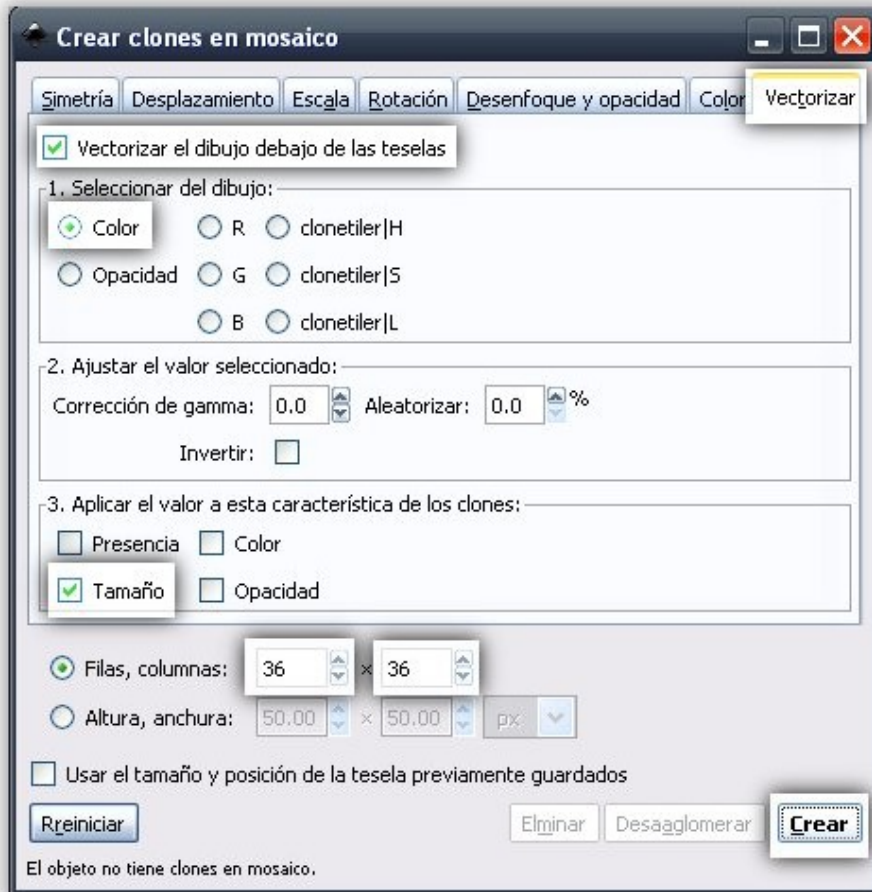 Crear clones en mosaico
Simetría Desplazamiento Escala Rotación Desenfoque y opacidad Color Vectorizar
Vectorizar el dibujo debajo de las teselas
1. Seleccionar del dibujo:
Color R clonetiler|H
Opacidad G clonetiler|S
B clonetiler|L
2. Ajustar el valor seleccionado:
Corrección de gamma: 0.0 Aleatorizar: 0.0 %
Invertir:
3. Aplicar el valor a esta característica de los clones:
Presencia Color
Tamaño Opacidad
Filas, columnas: 36 × 36
Altura, anchura: 50.00 × 50.00 px
Usar el tamaño y posición de la tesela previamente guardados
Rreiniciar Elminar Desaaglomerar Crear
El objeto no tiene clones en mosaico.